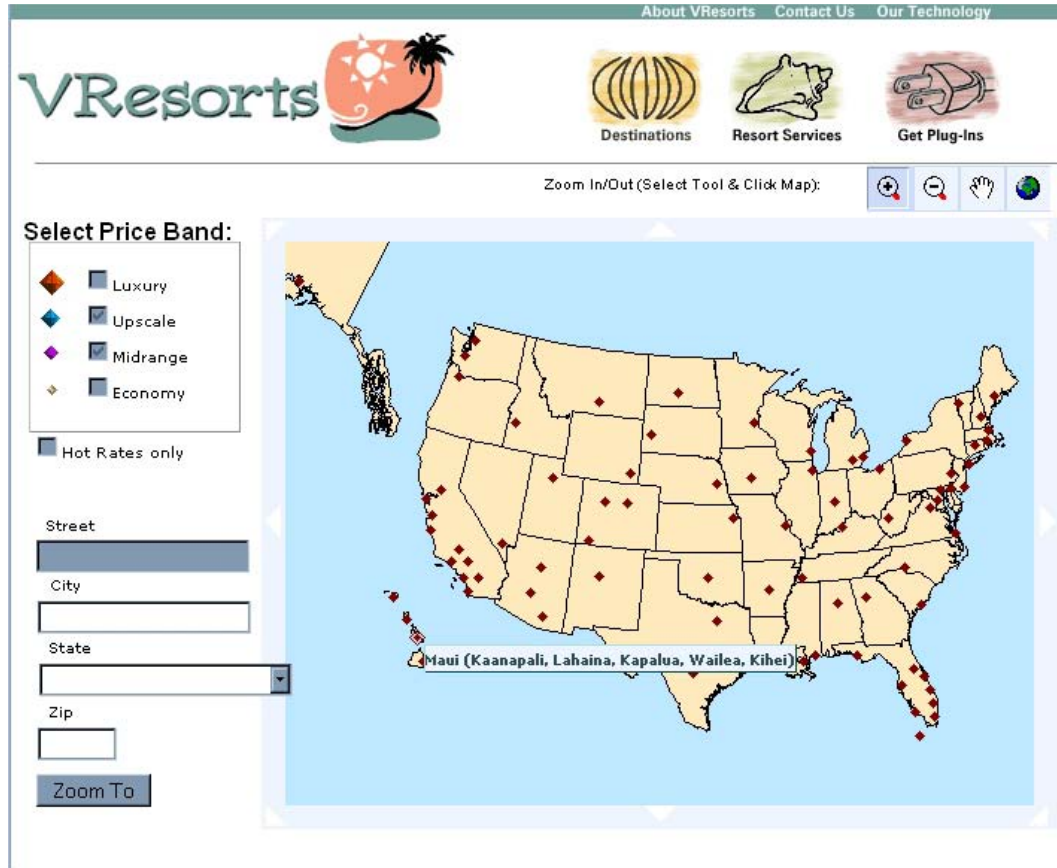 About VResorts Contact Us Our Technology
VResorts
Destinations Resort Services Get Plug-Ins
Zoom In/Out (Select Tool & Click Map):
Select Price Band:
Luxury
Upscale
Midrange
Economy
Hot Rates only
Street
City
State
Zip
Zoom To
Maui (Kaanapali, Lahaina, Kapalua, Wailea, Kihei)